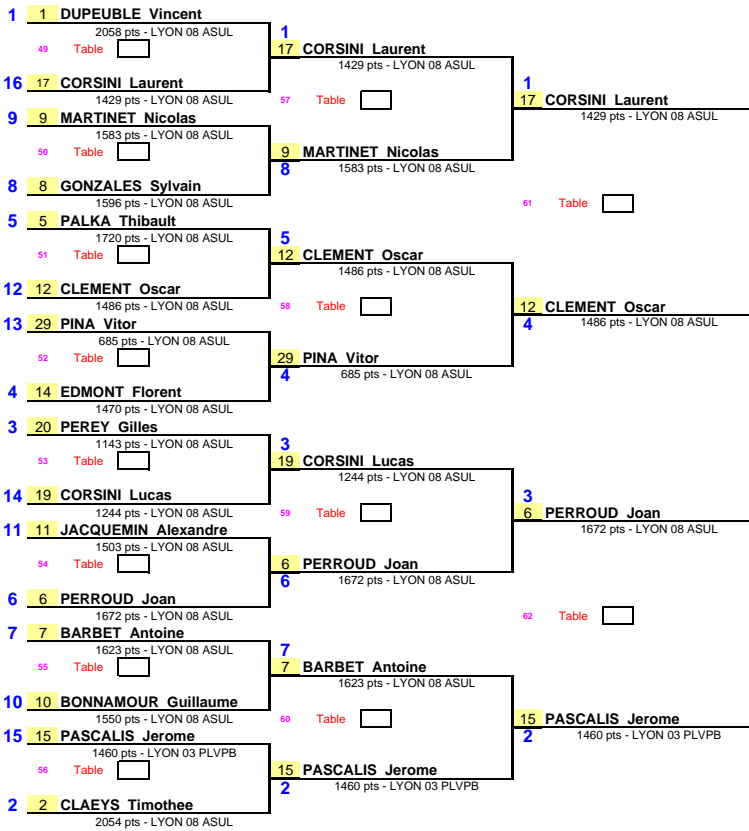 1 1 DUPEUBLE Vincent
2058 pts - LYON 08 ASUL
49 Table
16 17 CORSINI Laurent
1429 pts - LYON 08 ASUL
9 9 MARTINET Nicolas
1583 pts - LYON 08 ASUL
50 Table
8 8 GONZALES Sylvain
1596 pts - LYON 08 ASUL
5 5 PALKA Thibault
1720 pts - LYON 08 ASUL
51 Table
12 12 CLEMENT Oscar
1486 pts - LYON 08 ASUL
13 29 PINA Vitor
685 pts - LYON 08 ASUL
52 Table
4 14 EDMONT Florent
1470 pts - LYON 08 ASUL
3 20 PEREY Gilles
1143 pts - LYON 08 ASUL
53 Table
14 19 CORSINI Lucas
1244 pts - LYON 08 ASUL
11 11 JACQUEMIN Alexandre
1503 pts - LYON 08 ASUL
54 Table
6 6 PERROUD Joan
1672 pts - LYON 08 ASUL
7 7 BARBET Antoine
1623 pts - LYON 08 ASUL
55 Table
10 10 BONNAMOUR Guillaume
1550 pts - LYON 08 ASUL
15 15 PASCALIS Jerome
1460 pts - LYON 03 PLVPB
56 Table
2 2 CLAEYS Timothee
2054 pts - LYON 08 ASUL
1
17 CORSINI Laurent
1429 pts - LYON 08 ASUL
57 Table
9 MARTINET Nicolas
8
1583 pts - LYON 08 ASUL
5
12 CLEMENT Oscar
1486 pts - LYON 08 ASUL
58 Table
29 PINA Vitor
4
685 pts - LYON 08 ASUL
3
19 CORSINI Lucas
1244 pts - LYON 08 ASUL
59 Table
6 PERROUD Joan
6
1672 pts - LYON 08 ASUL
7
7 BARBET Antoine
1623 pts - LYON 08 ASUL
60 Table
15 PASCALIS Jerome
2
1460 pts - LYON 03 PLVPB
1
17 CORSINI Laurent
1429 pts - LYON 08 ASUL
61 Table
12 CLEMENT Oscar
4
1486 pts - LYON 08 ASUL
3
6 PERROUD Joan
1672 pts - LYON 08 ASUL
62 Table
15 PASCALIS Jerome
2
1460 pts - LYON 03 PLVPB